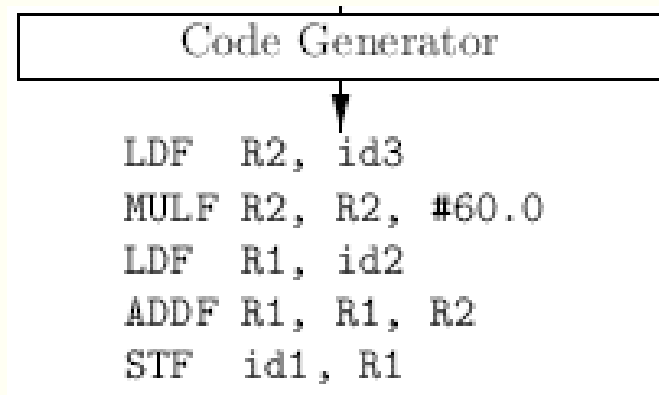 Code Generator
LDF R2, id3
MULF R2, R2, #60.0
LDF R1, id2
ADDF R1, R1, R2
STF id1, R1